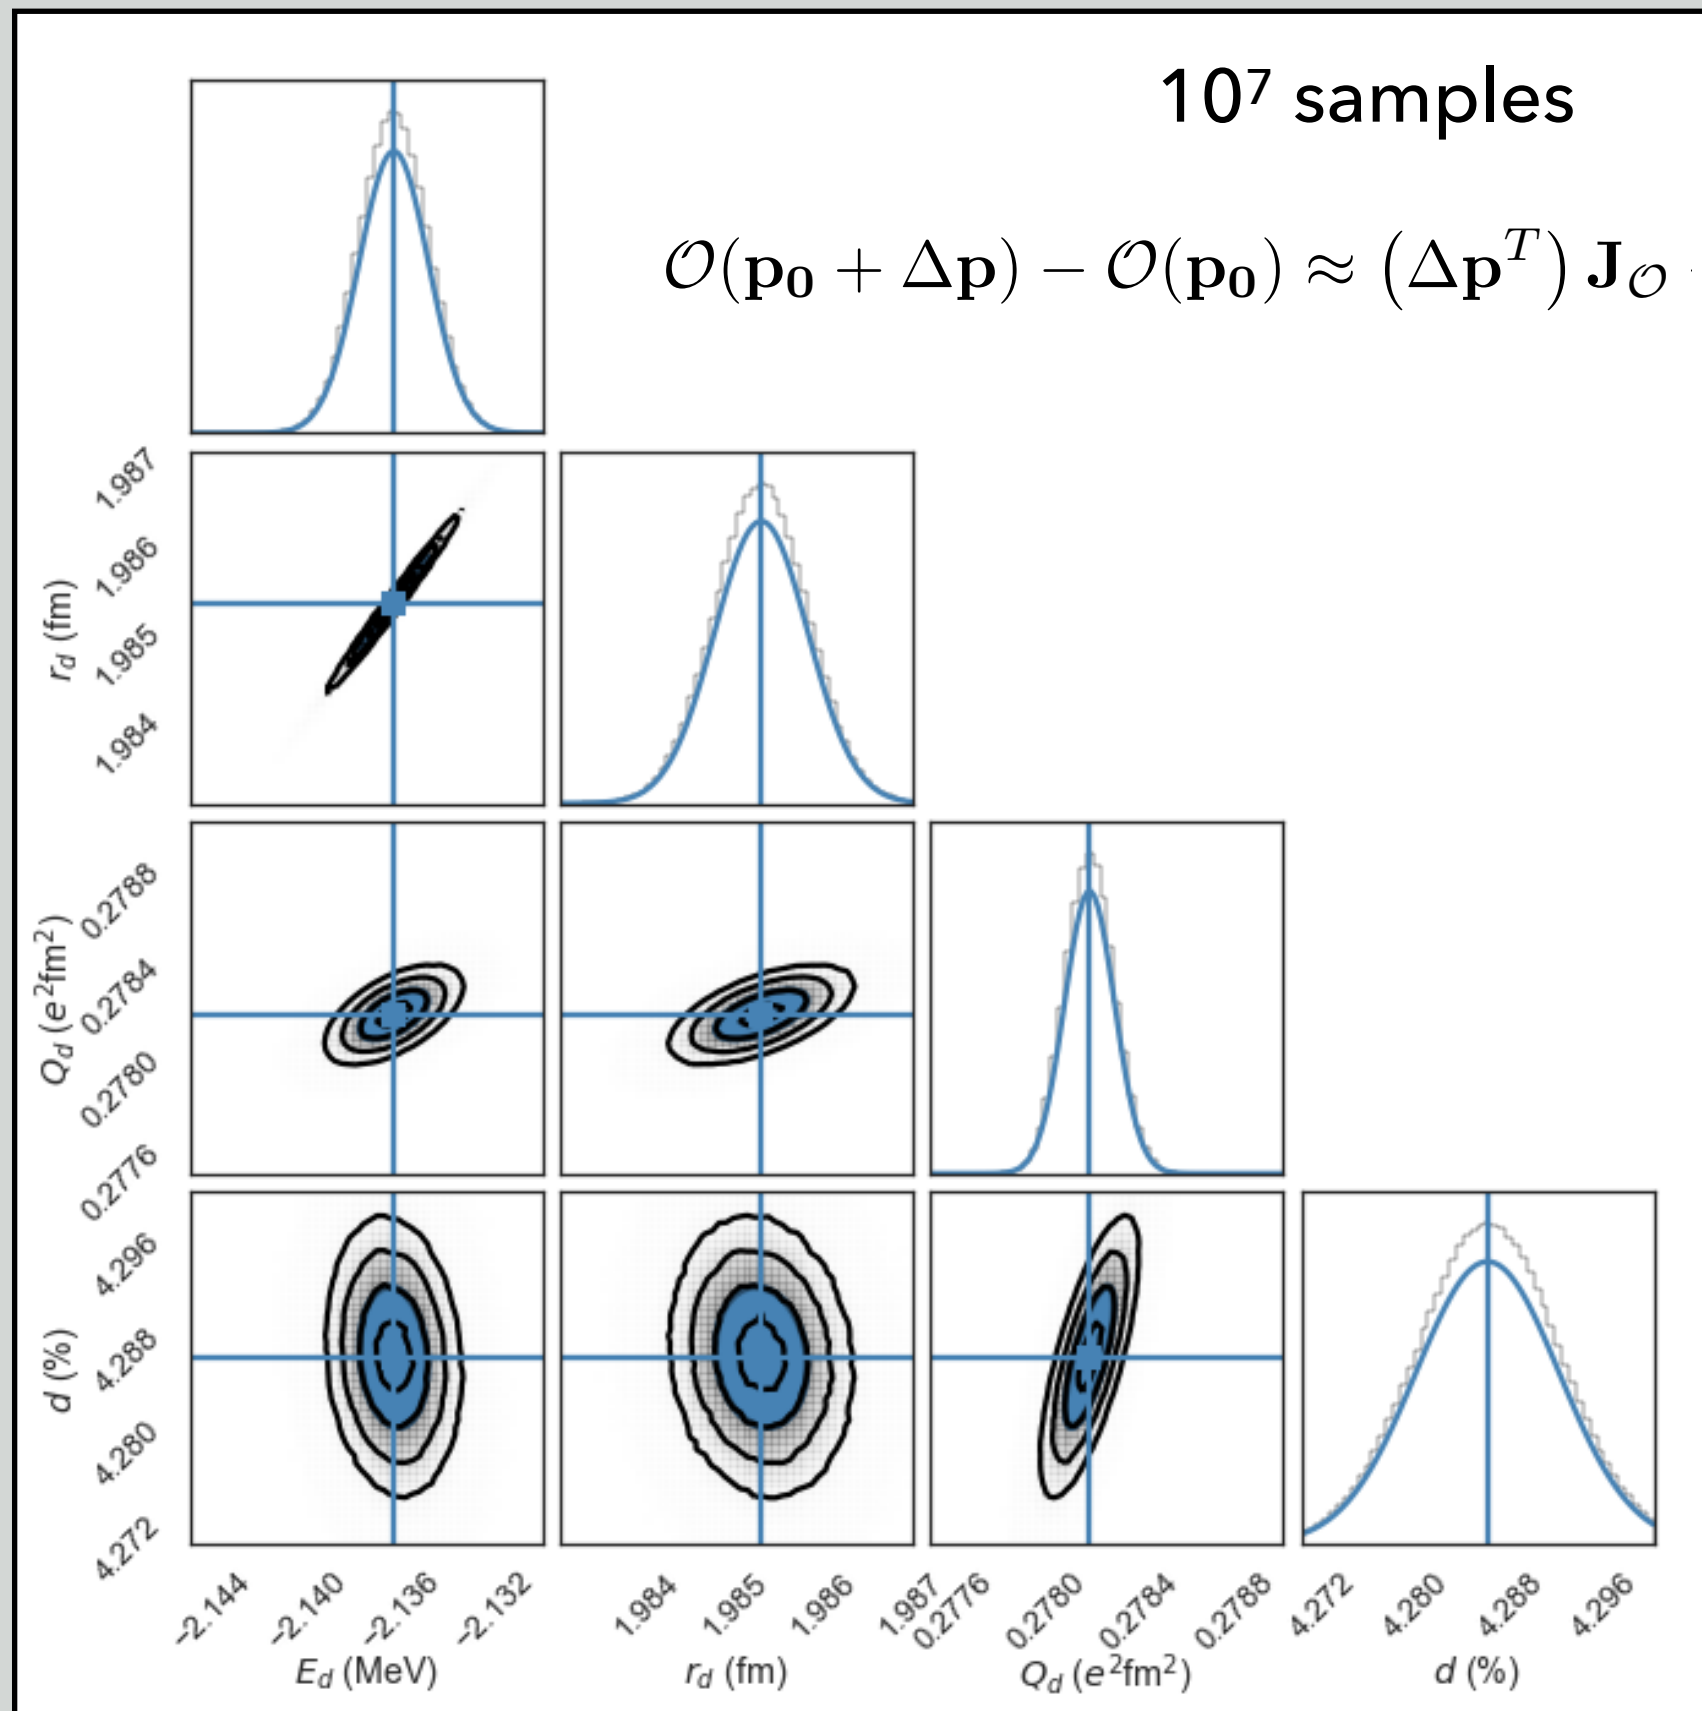 10⁷ samples
𝒪(p₀ + Δp) − 𝒪(p₀) ≈ (Δpᵀ) J_𝒪
r_d (fm)
1.987
1.986
1.985
1.984
Q_d (e²fm²)
0.2788
0.2784
0.2780
0.2776
d (%)
4.296
4.288
4.280
4.272
−2.144 −2.140 −2.136 −2.132
1.984 1.985 1.986 1.987
0.2776 0.2780 0.2784 0.2788
4.272 4.280 4.288 4.296
E_d (MeV)
r_d (fm)
Q_d (e²fm²)
d (%)